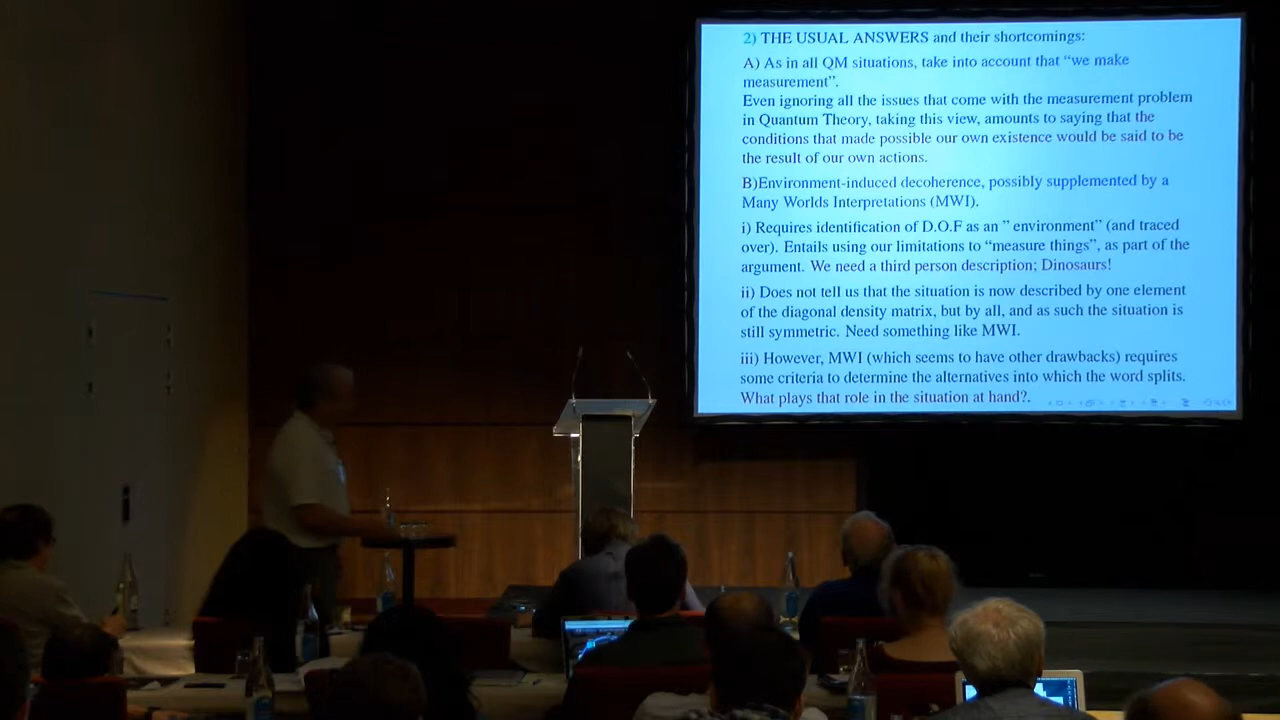 2) THE USUAL ANSWERS and their shortcomings:
A) As in all QM situations, take into account that “we make
measurement”.
Even ignoring all the issues that come with the measurement problem
in Quantum Theory, taking this view, amounts to saying that the
conditions that made possible our own existence would be said to be
the result of our own actions.
B)Environment-induced decoherence, possibly supplemented by a
Many Worlds Interpretations (MWI).
i) Requires identification of D.O.F as an ” environment” (and traced
over). Entails using our limitations to “measure things”, as part of the
argument. We need a third person description; Dinosaurs!
ii) Does not tell us that the situation is now described by one element
of the diagonal density matrix, but by all, and as such the situation is
still symmetric. Need something like MWI.
iii) However, MWI (which seems to have other drawbacks) requires
some criteria to determine the alternatives into which the word splits.
What plays that role in the situation at hand?.